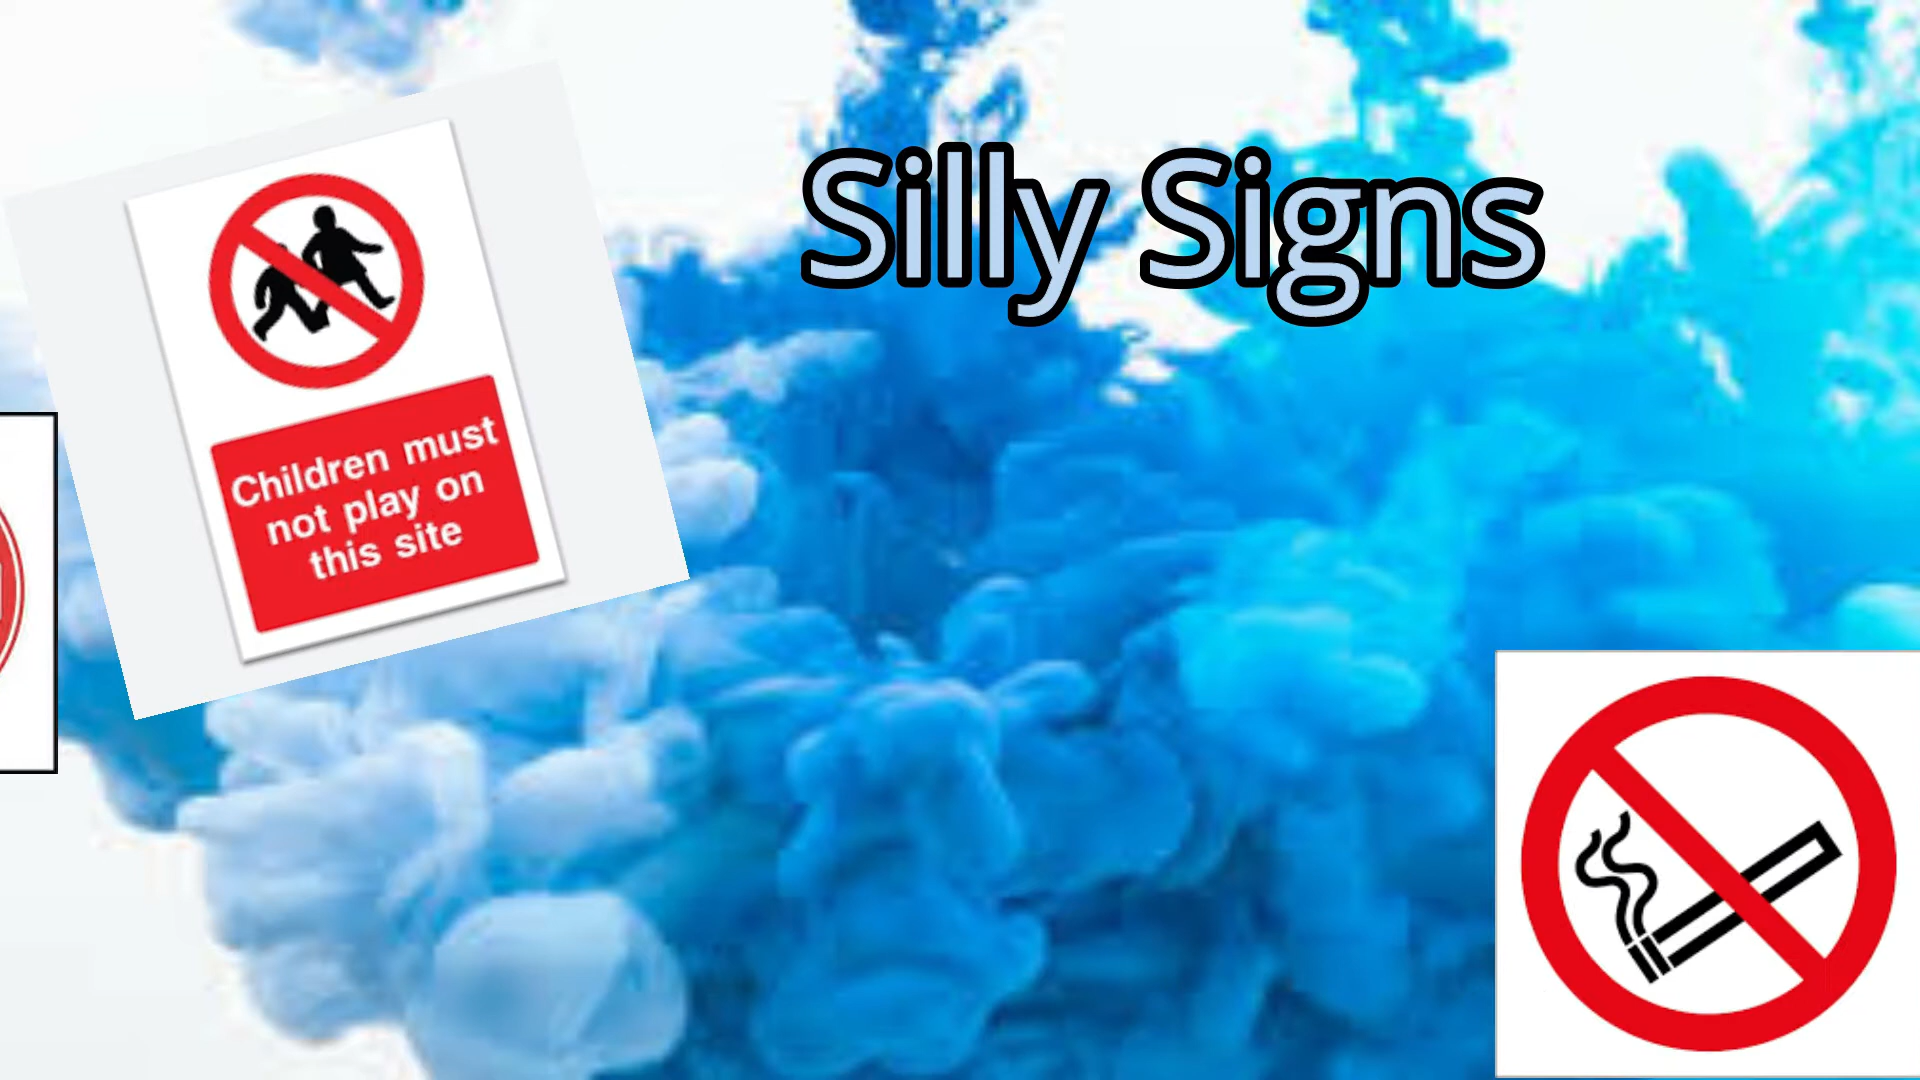 Silly Signs
Children must
not play on
this site